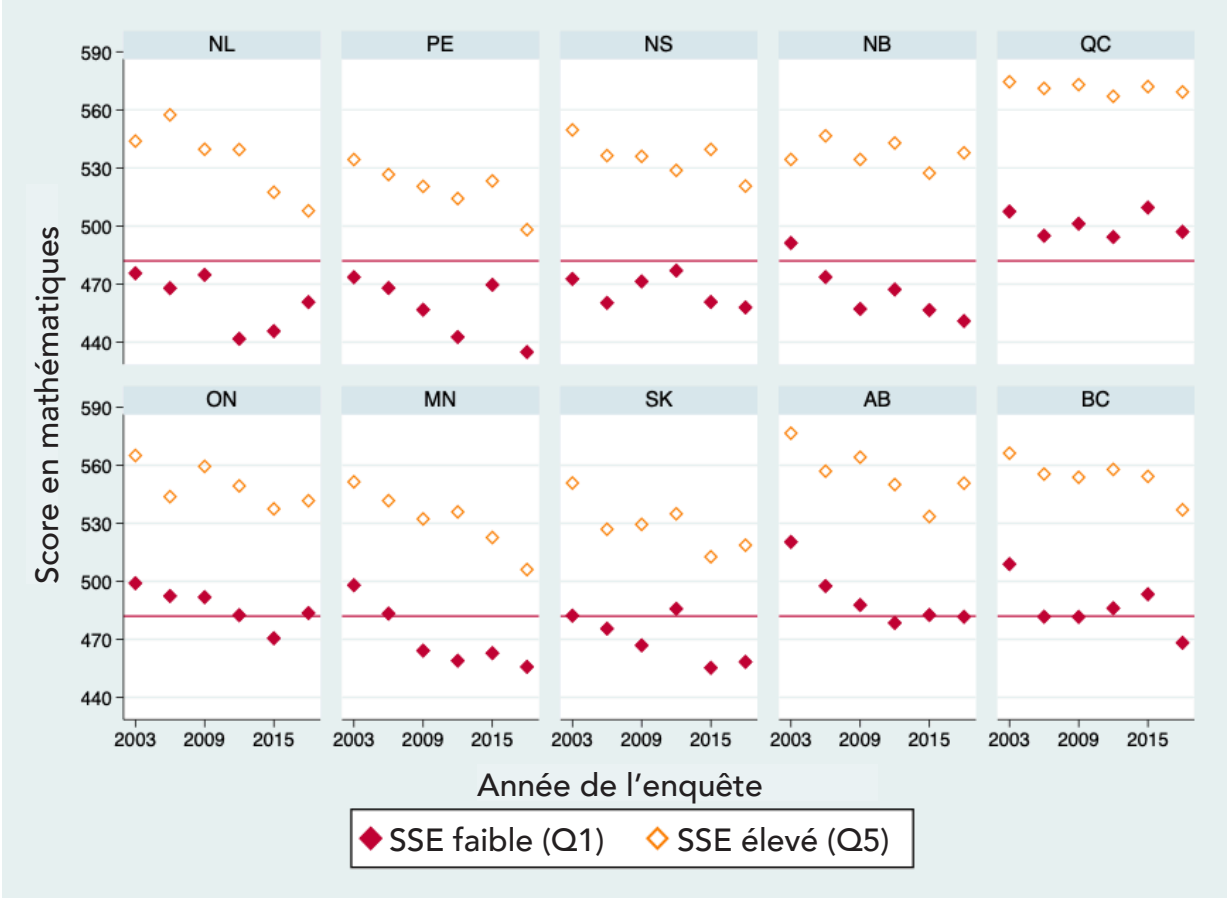 NL PE NS NB QC
590
560
530
500
470
440
ON MN SK AB BC
590
560
530
500
470
440
2003 2009 2015 2003 2009 2015 2003 2009 2015 2003 2009 2015 2003 2009 2015
Score en mathématiques
Année de l'enquête
SSE faible (Q1) SSE élevé (Q5)